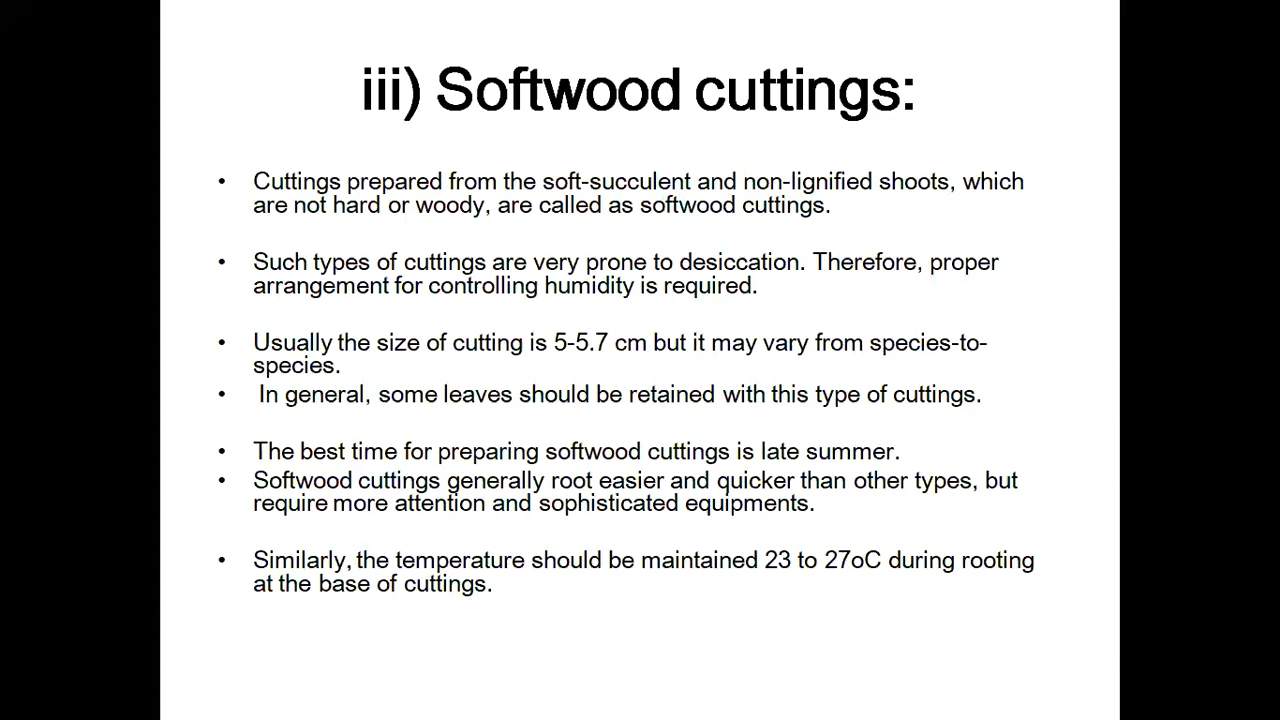 iii) Softwood cuttings:
• Cuttings prepared from the soft-succulent and non-lignified shoots, which
are not hard or woody, are called as softwood cuttings.
• Such types of cuttings are very prone to desiccation. Therefore, proper
arrangement for controlling humidity is required.
• Usually the size of cutting is 5-5.7 cm but it may vary from species-to-
species.
• In general, some leaves should be retained with this type of cuttings.
• The best time for preparing softwood cuttings is late summer.
• Softwood cuttings generally root easier and quicker than other types, but
require more attention and sophisticated equipments.
• Similarly, the temperature should be maintained 23 to 27oC during rooting
at the base of cuttings.